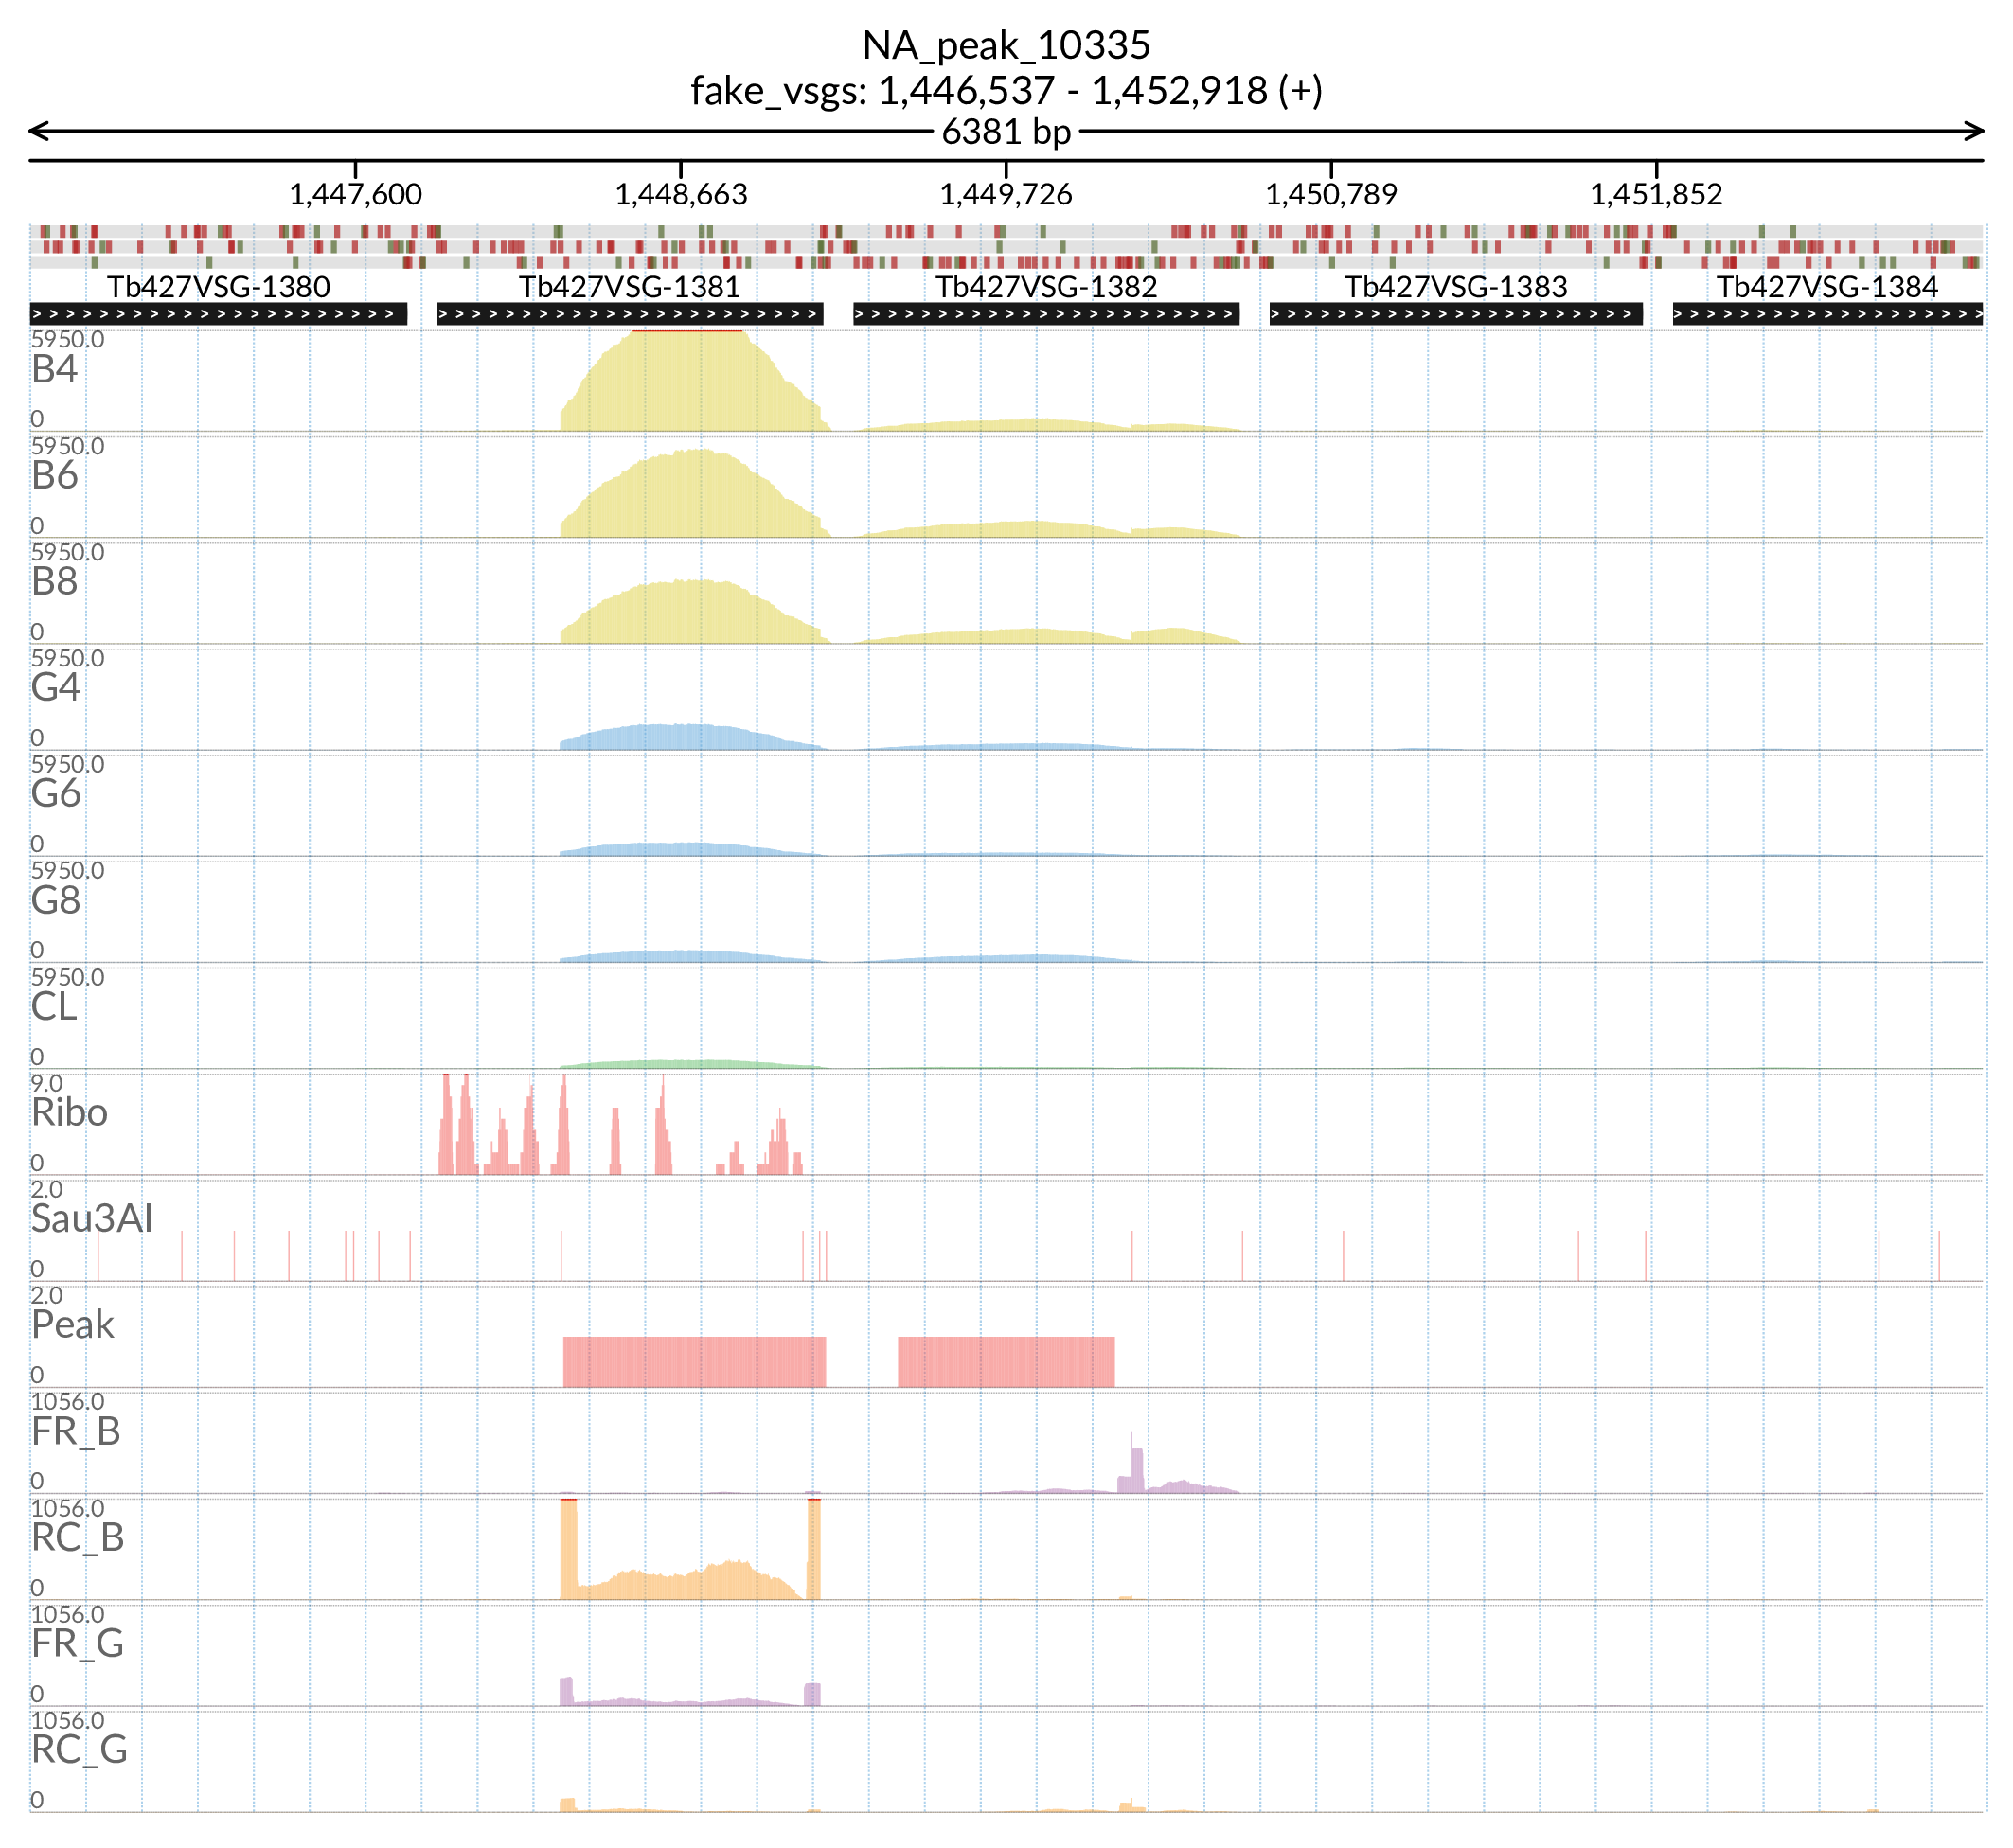 NA_peak_10335
fake_vsgs: 1,446,537 - 1,452,918 (+)
6381 bp
1,447,600 1,448,663 1,449,726 1,450,789 1,451,852
Tb427VSG-1380 Tb427VSG-1381 Tb427VSG-1382 Tb427VSG-1383 Tb427VSG-1384
5950.0
B4
0
5950.0
B6
0
5950.0
B8
0
5950.0
G4
0
5950.0
G6
0
5950.0
G8
0
5950.0
CL
0
9.0
Ribo
0
2.0
Sau3AI
0
2.0
Peak
0
1056.0
FR_B
0
1056.0
RC_B
0
1056.0
FR_G
0
1056.0
RC_G
0